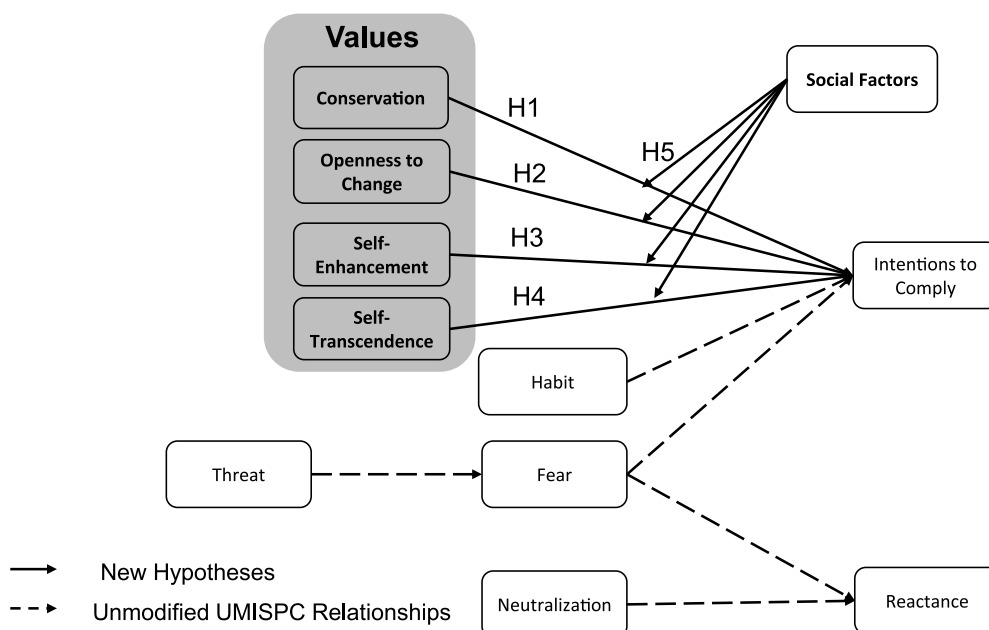 Values
Conservation
Openness to
Change
Self-
Enhancement
Self-
Transcendence
H1
H2
H3
H4
H5
Social Factors
Intentions to
Comply
Habit
Threat
Fear
Neutralization
Reactance
New Hypotheses
Unmodified UMISPC Relationships